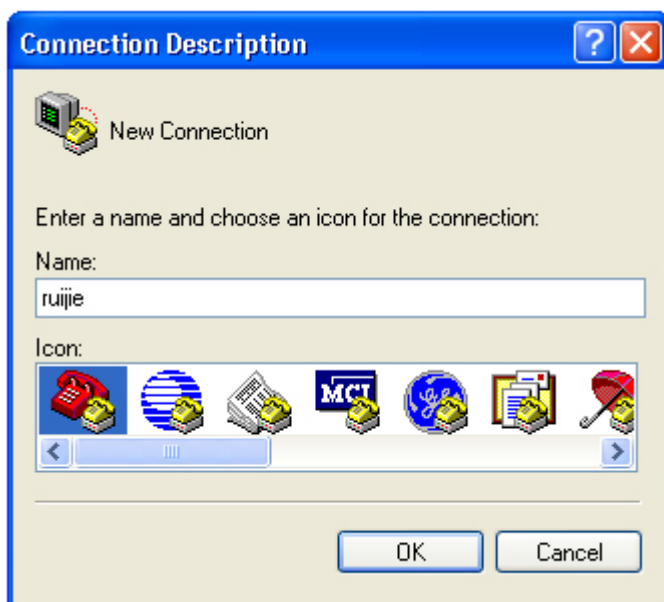 Connection Description
New Connection
Enter a name and choose an icon for the connection:
Name:
ruijie
Icon:
MCI
OK
Cancel